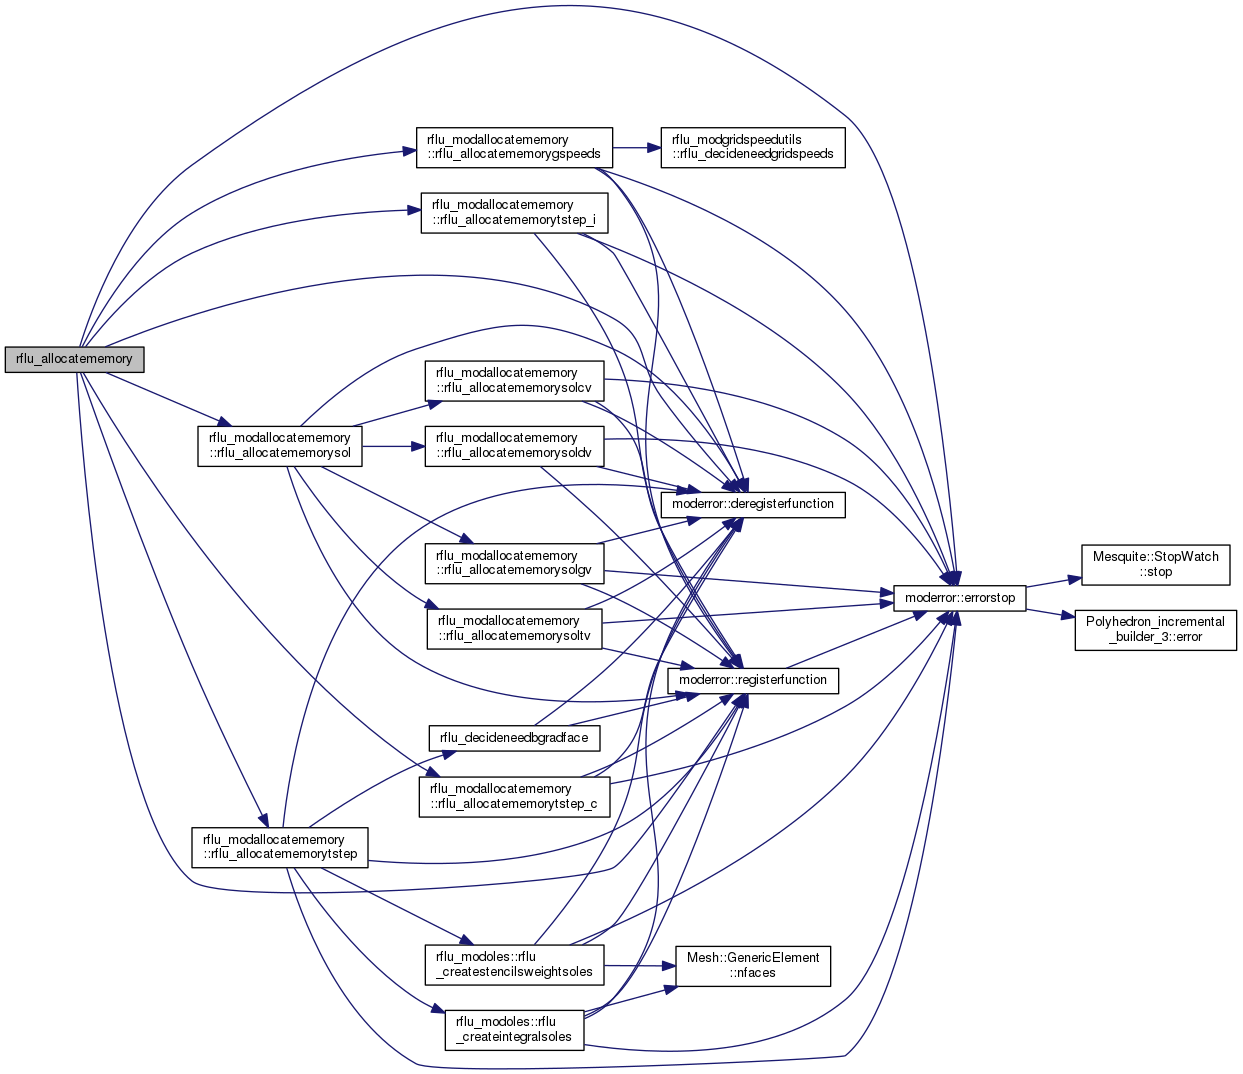 rflu_modallocatememory
::rflu_allocatememorygspeeds
rflu_modgridspeedutils
::rflu_decideneedgridspeeds
rflu_modallocatememory
::rflu_allocatememorytstep_i
rflu_allocatememory
rflu_modallocatememory
::rflu_allocatememorysolcv
rflu_modallocatememory
::rflu_allocatememorysol
rflu_modallocatememory
::rflu_allocatememorysoldv
moderror::deregisterfunction
rflu_modallocatememory
::rflu_allocatememorysolgv
Mesquite::StopWatch
::stop
moderror::errorstop
rflu_modallocatememory
::rflu_allocatememorysoltv
Polyhedron_incremental
_builder_3::error
moderror::registerfunction
rflu_decideneedbgradface
rflu_modallocatememory
::rflu_allocatememorytstep_c
rflu_modallocatememory
::rflu_allocatememorytstep
rflu_modoles::rflu
_createstencilsweightsoles
Mesh::GenericElement
::nfaces
rflu_modoles::rflu
_createintegralsoles